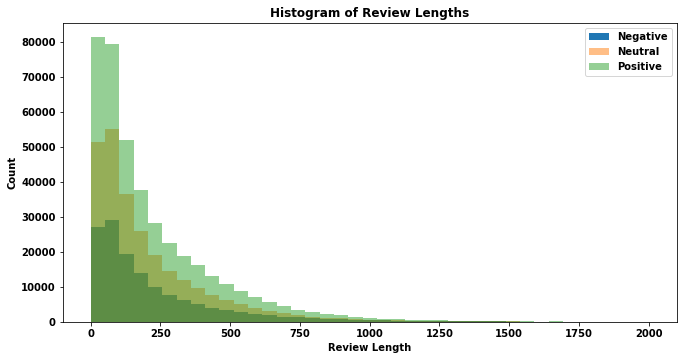 Histogram of Review Lengths
Negative
Neutral
Positive
80000
70000
60000
50000
40000
30000
20000
10000
0
Count
0 250 500 750 1000 1250 1500 1750 2000
Review Length